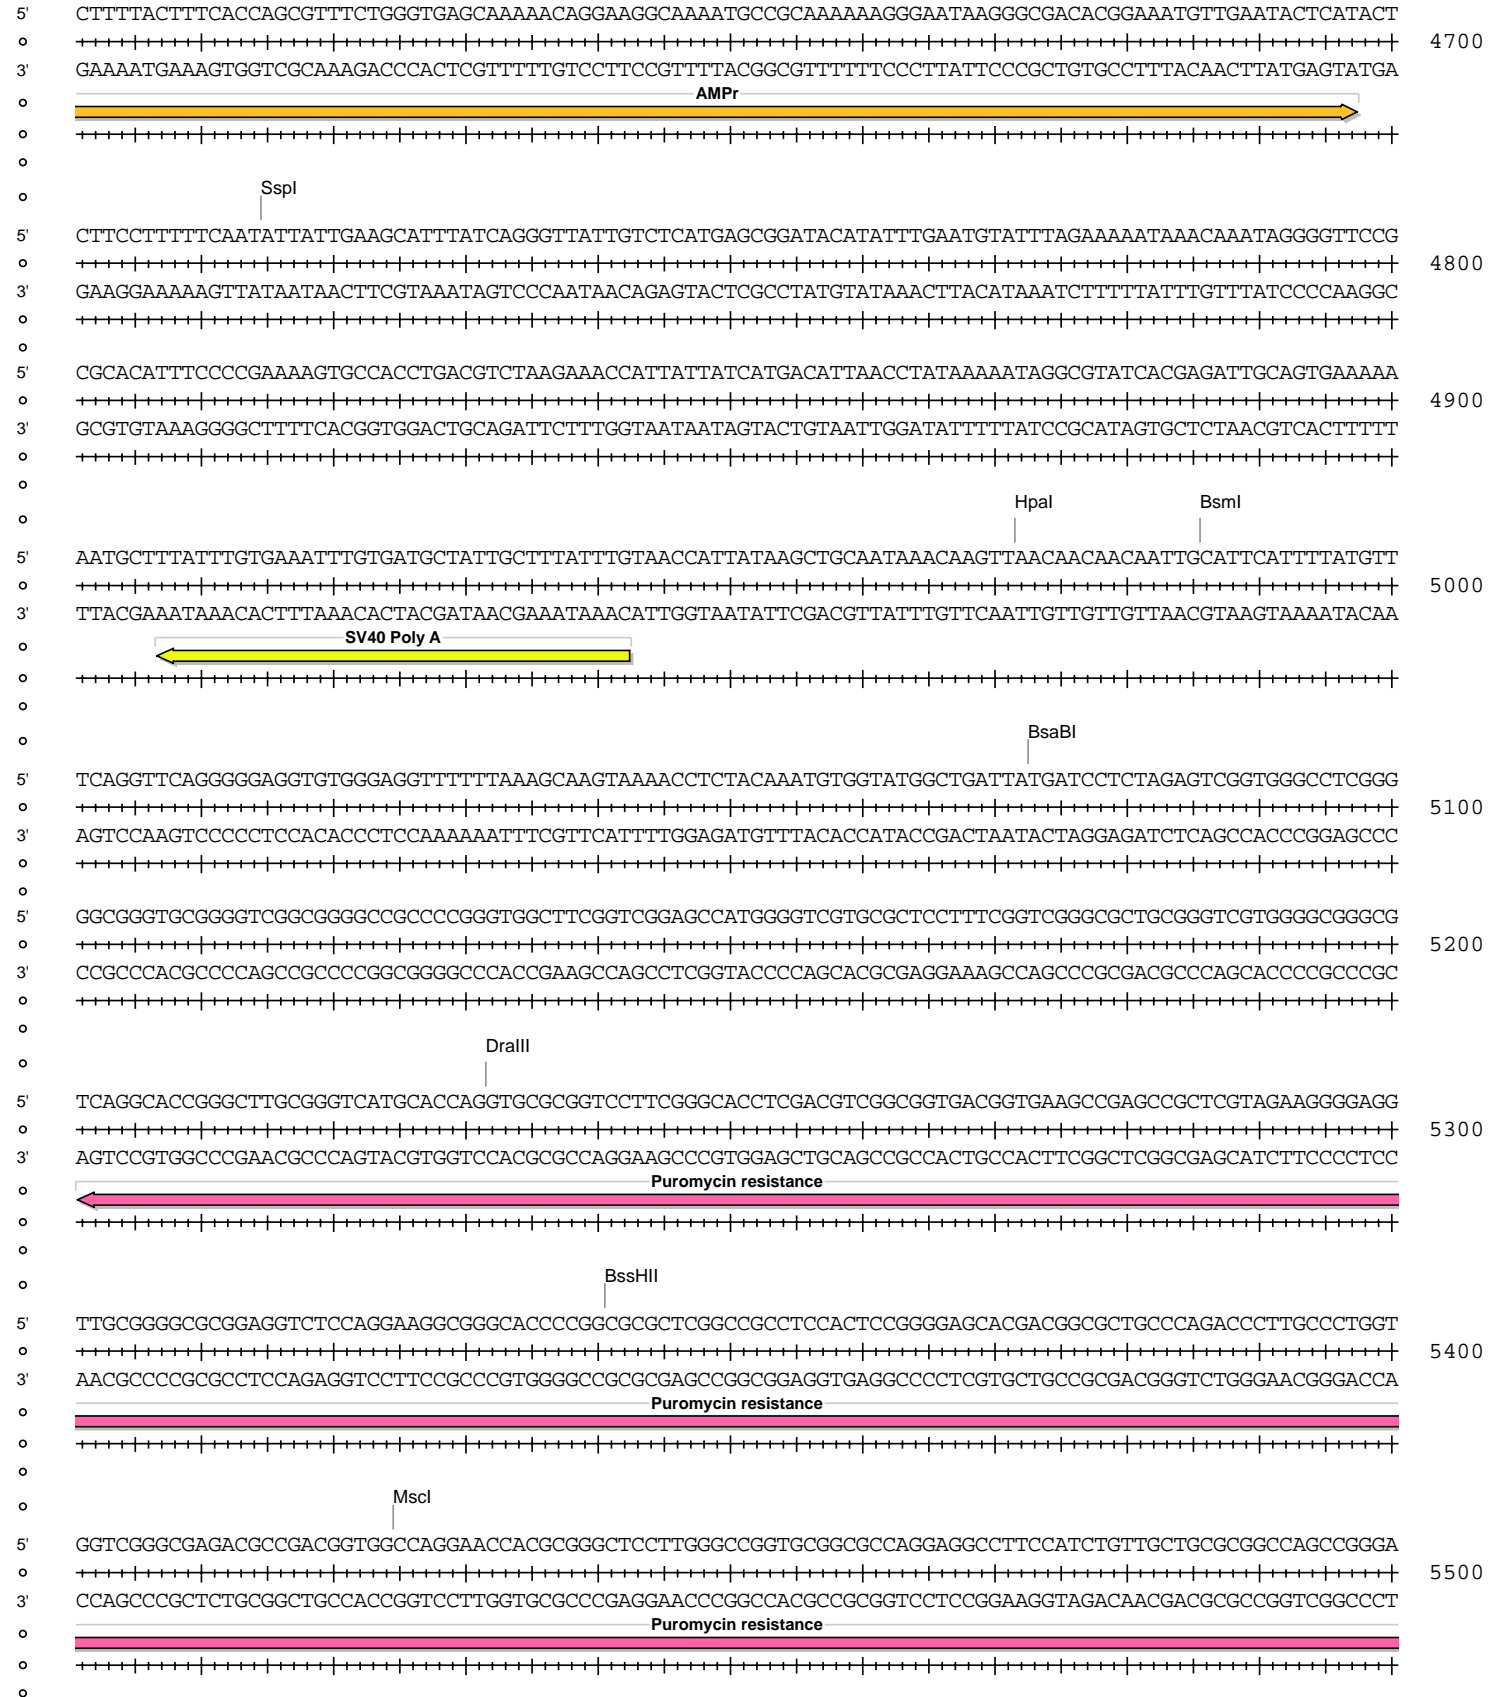 5' CTTTTACTTTCACCAGCGTTTCTGGGTGAGCAAAAACAGGAAGGCAAAATGCCGCAAAAAAGGGAATAAGGGCGACACGGAAATGTTGAATACTCATACT
4700
3' GAAAATGAAAGTGGTCGCAAAGACCCACTCGTTTTTGTCCTTCCGTTTTACGGCGTTTTTTCCCTTATTCCCGCTGTGCCTTTACAACTTATGAGTATGA
AMPr
SspI
5' CTTCCTTTTTCAATATTATTGAAGCATTTATCAGGGTTATTGTCTCATGAGCGGATACATATTTGAATGTATTTAGAAAAATAAACAAATAGGGGTTCCG
4800
3' GAAGGAAAAAGTTATAATAACTTCGTAAATAGTCCCAATAACAGAGTACTCGCCTATGTATAAACTTACATAAATCTTTTTATTTGTTTATCCCCAAGGC
5' CGCACATTTCCCCGAAAAGTGCCACCTGACGTCTAAGAAACCATTATTATCATGACATTAACCTATAAAAATAGGCGTATCACGAGATTGCAGTGAAAAA
4900
3' GCGTGTAAAGGGGCTTTTCACGGTGGACTGCAGATTCTTTGGTAATAATAGTACTGTAATTGGATATTTTTATCCGCATAGTGCTCTAACGTCACTTTTT
HpaI BsmI
5' AATGCTTTATTTGTGAAATTTGTGATGCTATTGCTTTATTTGTAACCATTATAAGCTGCAATAAACAAGTTAACAACAACAATTGCATTCATTTTATGTT
5000
3' TTACGAAATAAACACTTTAAACACTACGATAACGAAATAAACATTGGTAATATTCGACGTTATTTGTTCAATTGTTGTTGTTAACGTAAGTAAAATACAA
SV40 Poly A
BsaBI
5' TCAGGTTCAGGGGGAGGTGTGGGAGGTTTTTTAAAGCAAGTAAAACCTCTACAAATGTGGTATGGCTGATTATGATCCTCTAGAGTCGGTGGGCCTCGGG
5100
3' AGTCCAAGTCCCCCTCCACACCCTCCAAAAAATTTCGTTCATTTTGGAGATGTTTACACCATACCGACTAATACTAGGAGATCTCAGCCACCCGGAGCCC
5' GGCGGGTGCGGGGTCGGCGGGGCCGCCCCGGGTGGCTTCGGTCGGAGCCATGGGGTCGTGCGCTCCTTTCGGTCGGGCGCTGCGGGTCGTGGGGCGGGCG
5200
3' CCGCCCACGCCCCAGCCGCCCCGGCGGGGCCCACCGAAGCCAGCCTCGGTACCCCAGCACGCGAGGAAAGCCAGCCCGCGACGCCCAGCACCCCGCCCGC
DraIII
5' TCAGGCACCGGGCTTGCGGGTCATGCACCAGGTGCGCGGTCCTTCGGGCACCTCGACGTCGGCGGTGACGGTGAAGCCGAGCCGCTCGTAGAAGGGGAGG
5300
3' AGTCCGTGGCCCGAACGCCCAGTACGTGGTCCACGCGCCAGGAAGCCCGTGGAGCTGCAGCCGCCACTGCCACTTCGGCTCGGCGAGCATCTTCCCCTCC
Puromycin resistance
BssHII
5' TTGCGGGGCGCGGAGGTCTCCAGGAAGGCGGGCACCCCGGCGCGCTCGGCCGCCTCCACTCCGGGGAGCACGACGGCGCTGCCCAGACCCTTGCCCTGGT
5400
3' AACGCCCCGCGCCTCCAGAGGTCCTTCCGCCCGTGGGGCCGCGCGAGCCGGCGGAGGTGAGGCCCCTCGTGCTGCCGCGACGGGTCTGGGAACGGGACCA
Puromycin resistance
MscI
5' GGTCGGGCGAGACGCCGACGGTGGCCAGGAACCACGCGGGCTCCTTGGGCCGGTGCGGCGCCAGGAGGCCTTCCATCTGTTGCTGCGCGGCCAGCCGGGA
5500
3' CCAGCCCGCTCTGCGGCTGCCACCGGTCCTTGGTGCGCCCGAGGAACCCGGCCACGCCGCGGTCCTCCGGAAGGTAGACAACGACGCGCCGGTCGGCCCT
Puromycin resistance